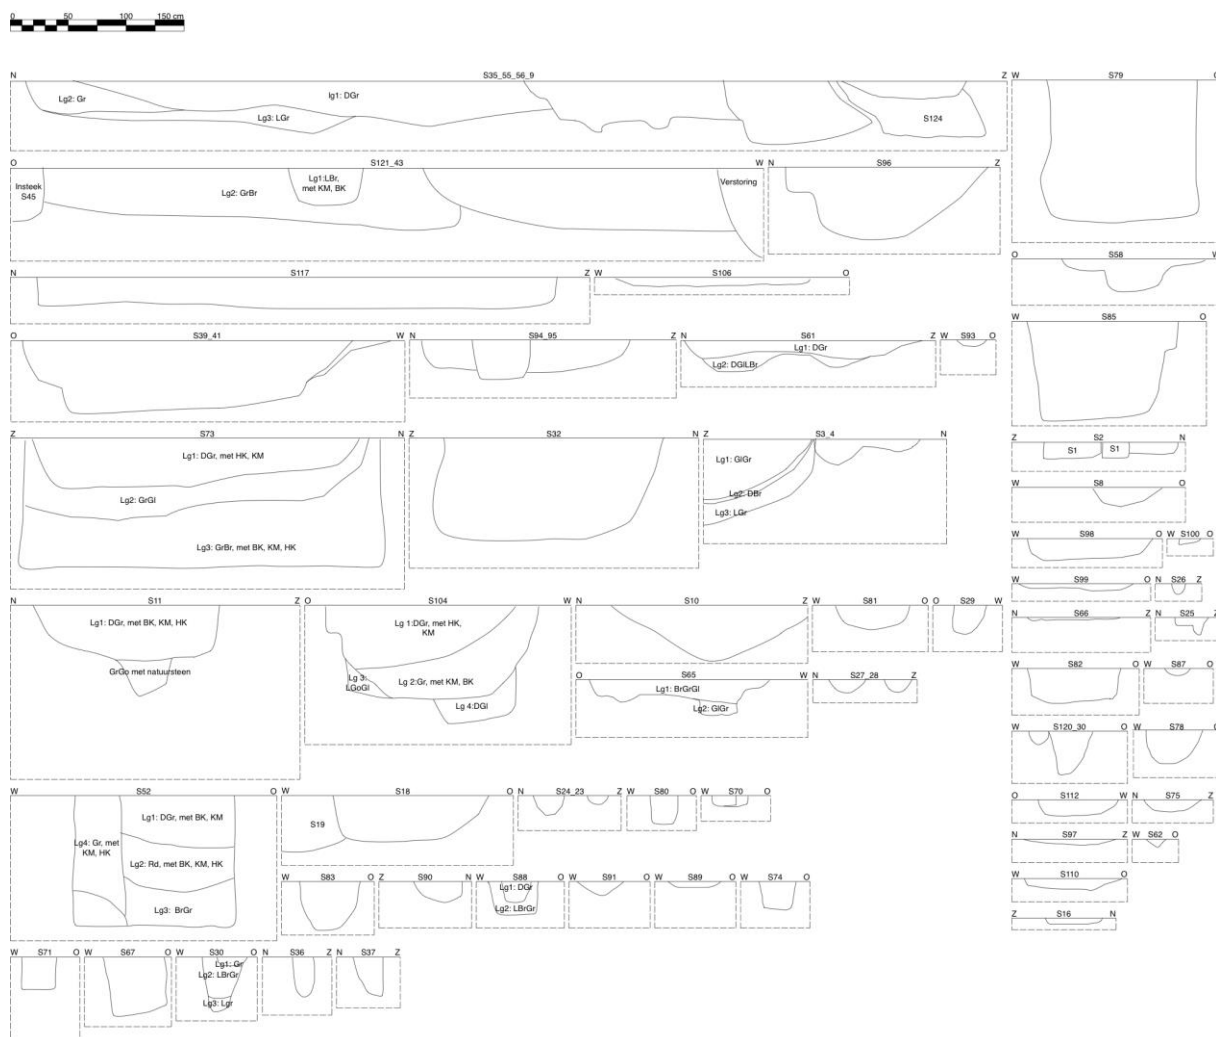 0 50 100 150 cm
N S35_55_56_9 Z
Lg2: Gr
lg1: DGr
Lg3: LGr
S124
W S79
O S121_43 W
Insteek
S45
Lg1:LBr,
met KM, BK
Lg2: GrBr
Verstoring
N S96 Z
O S58 W
N S117 Z
W S106 O
W S85 O
O S39_41 W
N S94_95 Z
N S61 Z
Lg1: DGr
Lg2: DGlLBr
W S93 O
Z S73 N
Lg1: DGr, met HK, KM
Lg2: GrGl
Lg3: GrBr, met BK, KM, HK
Z S32 N
Z S3_4 N
Lg1: GlGr
Lg2: DBr
Lg3: LGr
Z S2 N
S1 S1
W S8 O
W S98 O
W S100 O
W S99 O
N S26 Z
N S66 Z
N S25 Z
N S11 Z
Lg1: DGr, met BK, KM, HK
GrGo met natuursteen
O S104 W
Lg 1:DGr, met HK,
KM
Lg 3:
LGoGl
Lg 2:Gr, met KM, BK
Lg 4:DGl
N S10 Z
W S81 O
O S29 W
O S65 W
Lg1: BrGrGl
Lg2: GlGr
N S27_28 Z
W S82 O
W S87 O
W S120_30 O
W S78
O S112 W
N S75 Z
N S97 Z
W S62 O
W S110 O
Z S16 N
W S52 O
Lg1: DGr, met BK, KM
Lg4: Gr, met
KM, HK
Lg2: Rd, met BK, KM, HK
Lg3: BrGr
W S18 O
S19
N S24_23 Z
W S80 O
W S70 O
W S83 O
Z S90 N
W S88 O
Lg1: DGr
Lg2: LBrGr
W S91 O
W S89 O
W S74 O
W S71 O
W S67 O
W S30 O
Lg1: Gr
Lg2: LBrGr
Lg3: Lgr
N S36 Z
N S37 Z